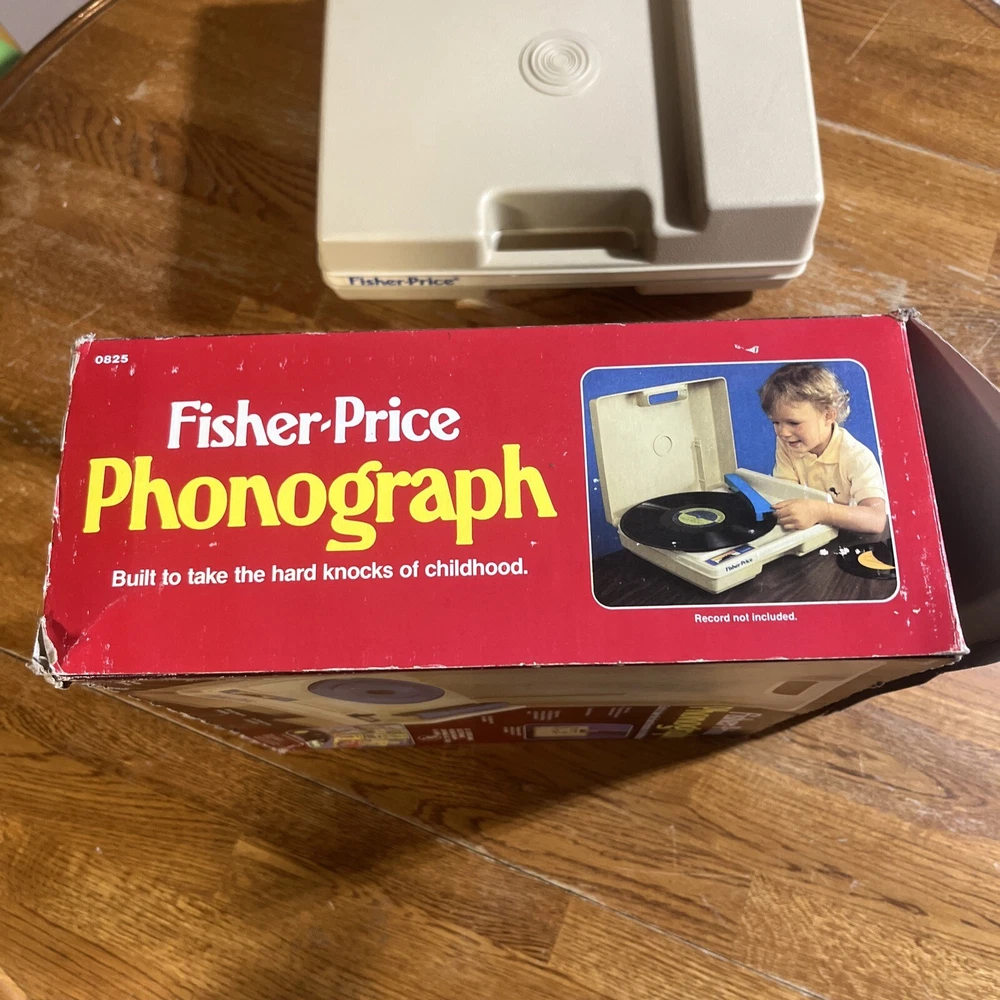 Fisher-Price®
0825
Fisher-Price
Phonograph
Built to take the hard knocks of childhood.
Fisher-Price
Record not included.